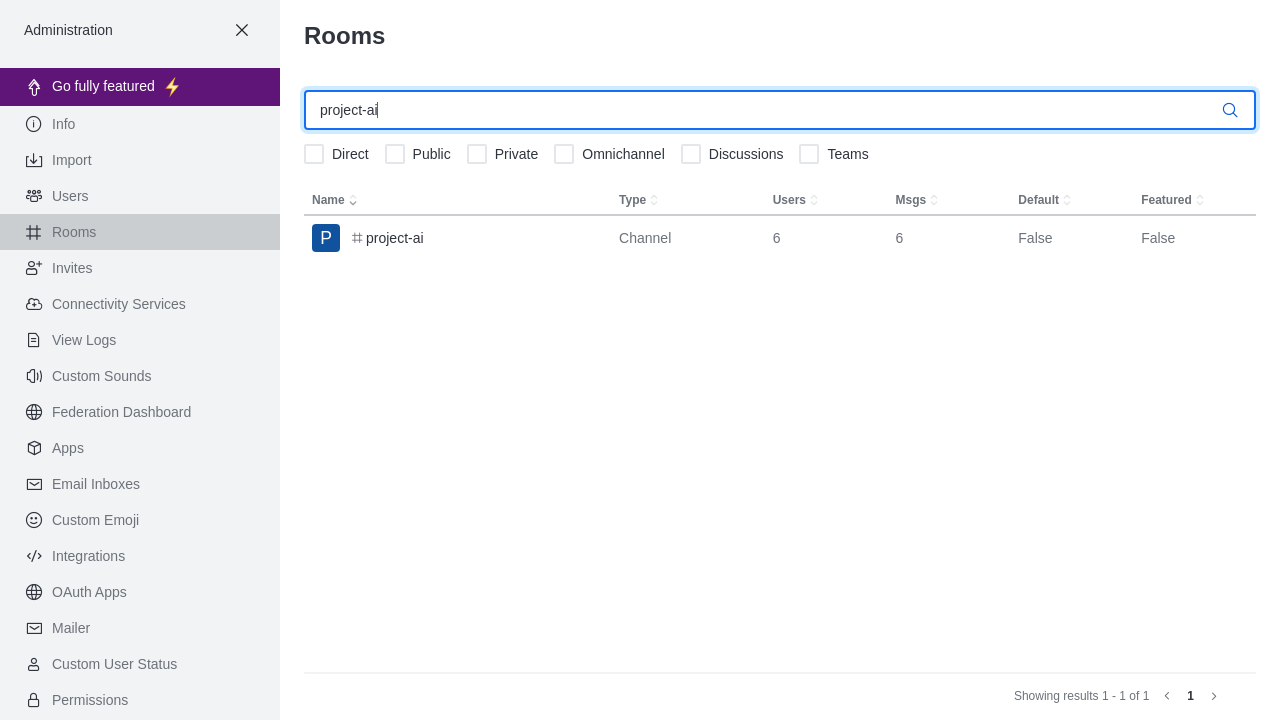 Administration
Go fully featured
Info
Import
Users
Rooms
Invites
Connectivity Services
View Logs
Custom Sounds
Federation Dashboard
Apps
Email Inboxes
Custom Emoji
Integrations
OAuth Apps
Mailer
Custom User Status
Permissions
Rooms
project-ai
Direct Public Private Omnichannel Discussions Teams
Name Type Users Msgs Default Featured
P project-ai Channel 6 6 False False
Showing results 1 - 1 of 1 1